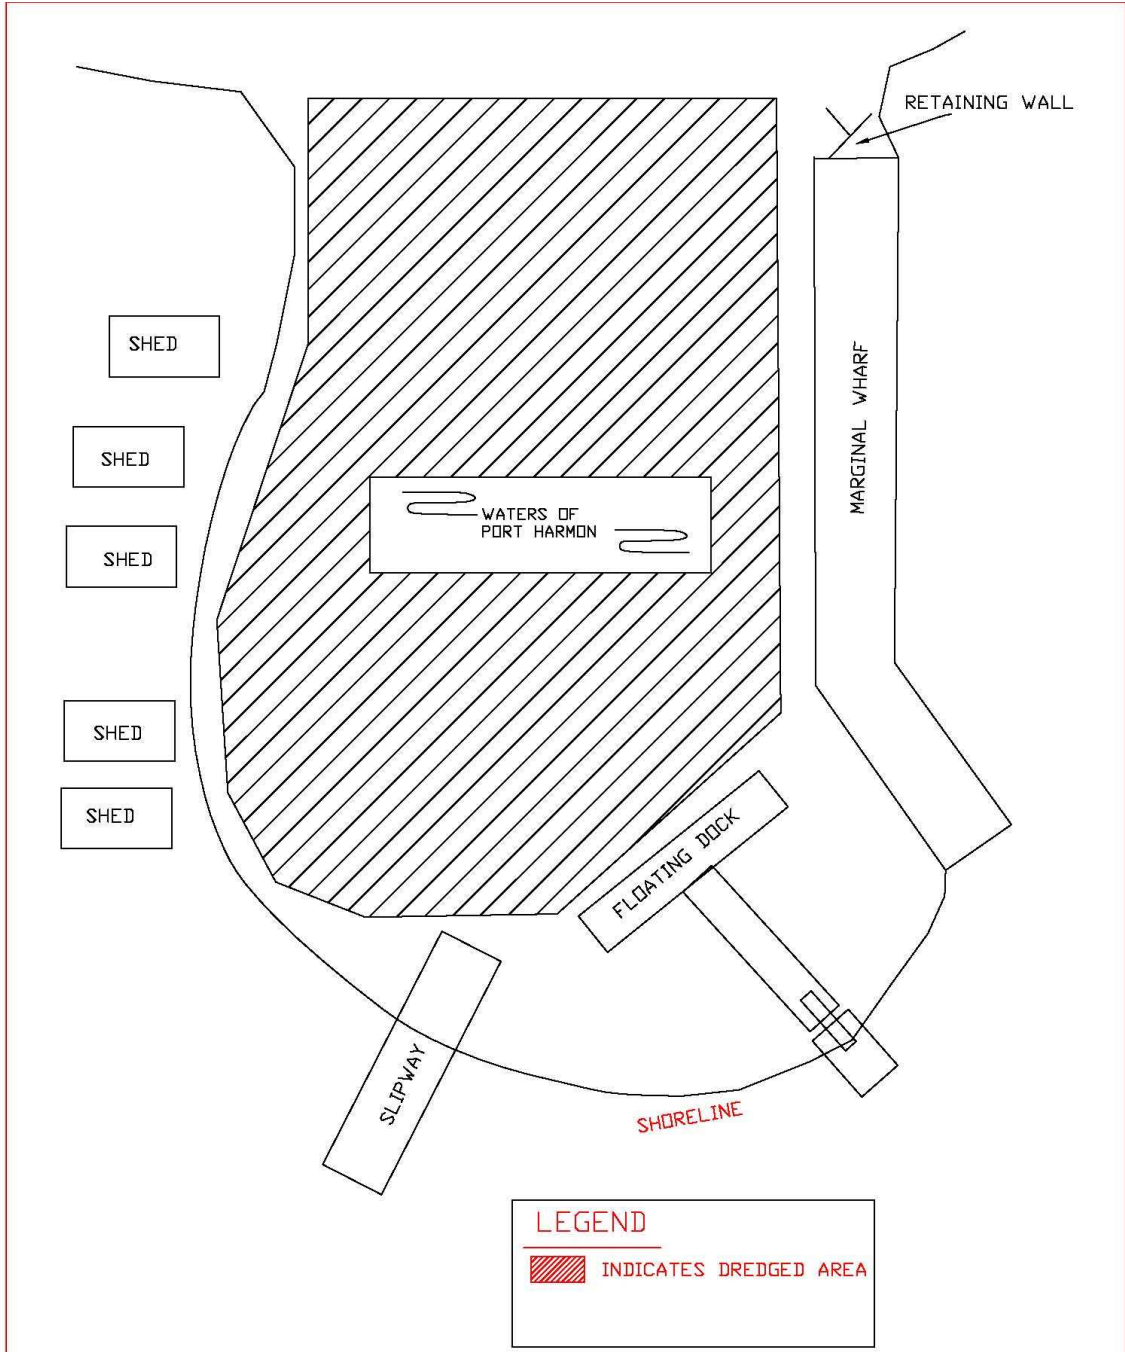 RETAINING WALL
SHED
MARGINAL WHARF
SHED
WATERS OF
PORT HARMON
SHED
SHED
SHED
FLOATING DOCK
SLIPWAY
SHORELINE
LEGEND
INDICATES DREDGED AREA